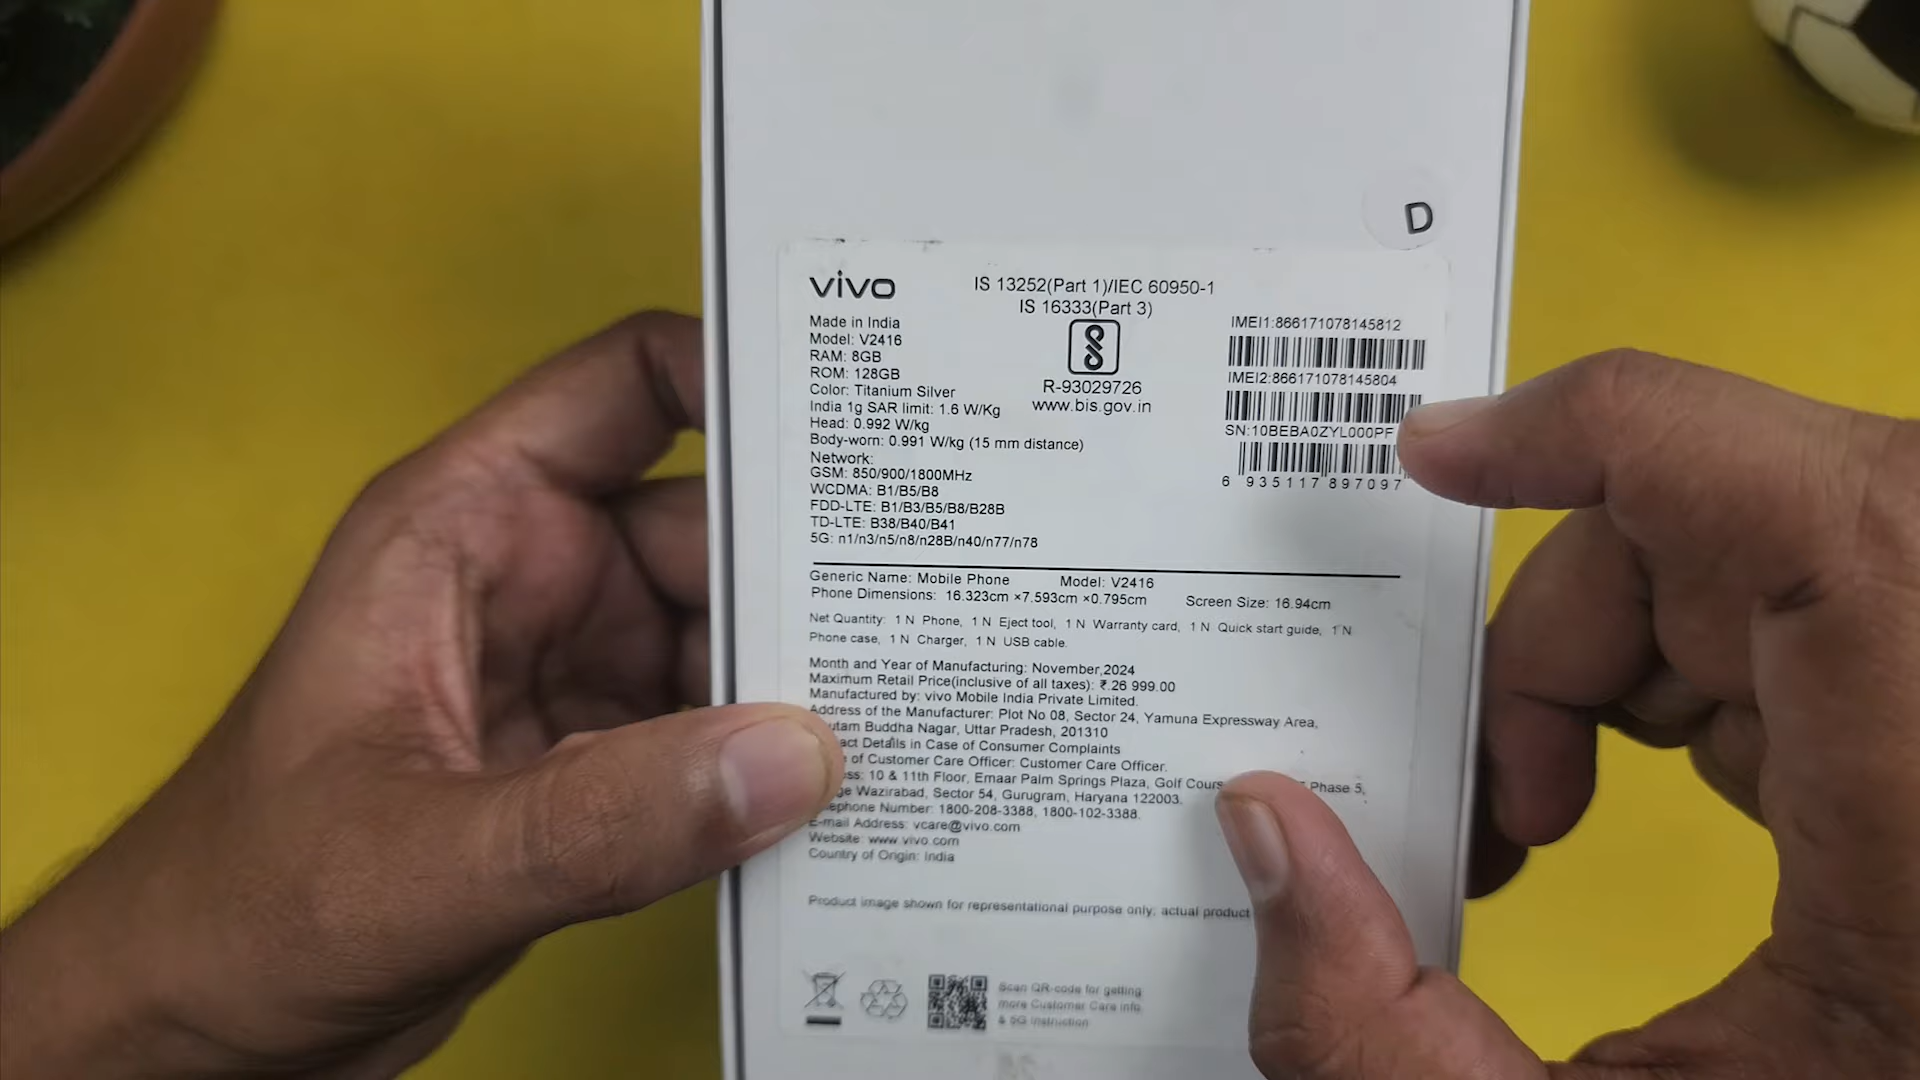 D
vivo
IS 13252(Part 1)/IEC 60950-1
IS 16333(Part 3)
R-93029726
www.bis.gov.in
Made in India
Model: V2416
RAM: 8GB
ROM: 128GB
Color: Titanium Silver
India 1g SAR limit: 1.6 W/Kg
Head: 0.992 W/kg
Body-worn: 0.991 W/kg (15 mm distance)
Network:
GSM: 850/900/1800MHz
WCDMA: B1/B5/B8
FDD-LTE: B1/B3/B5/B8/B28B
TD-LTE: B38/B40/B41
5G: n1/n3/n5/n8/n28B/n40/n77/n78
IMEI1:866171078145812
IMEI2:866171078145804
SN:10BEBA0ZYL000PF
6 935117 897097
Generic Name: Mobile Phone Model: V2416
Phone Dimensions: 16.323cm ×7.593cm ×0.795cm Screen Size: 16.94cm
Net Quantity: 1 N Phone, 1 N Eject tool, 1 N Warranty card, 1 N Quick start guide, 1 N
Phone case, 1 N Charger, 1 N USB cable.
Month and Year of Manufacturing: November,2024
Maximum Retail Price(inclusive of all taxes): ₹.26 999.00
Manufactured by: vivo Mobile India Private Limited.
Address of the Manufacturer: Plot No 08, Sector 24, Yamuna Expressway Area,
utam Buddha Nagar, Uttar Pradesh, 201310
act Details in Case of Consumer Complaints
of Customer Care Officer: Customer Care Officer.
ss: 10 & 11th Floor, Emaar Palm Springs Plaza, Golf Cours Phase 5,
ge Wazirabad, Sector 54, Gurugram, Haryana 122003.
ephone Number: 1800-208-3388, 1800-102-3388.
E-mail Address: vcare@vivo.com
Website: www.vivo.com
Country of Origin: India
Product image shown for representational purpose only; actual product
Scan QR-code for getting
more Customer Care info
& 5G instruction